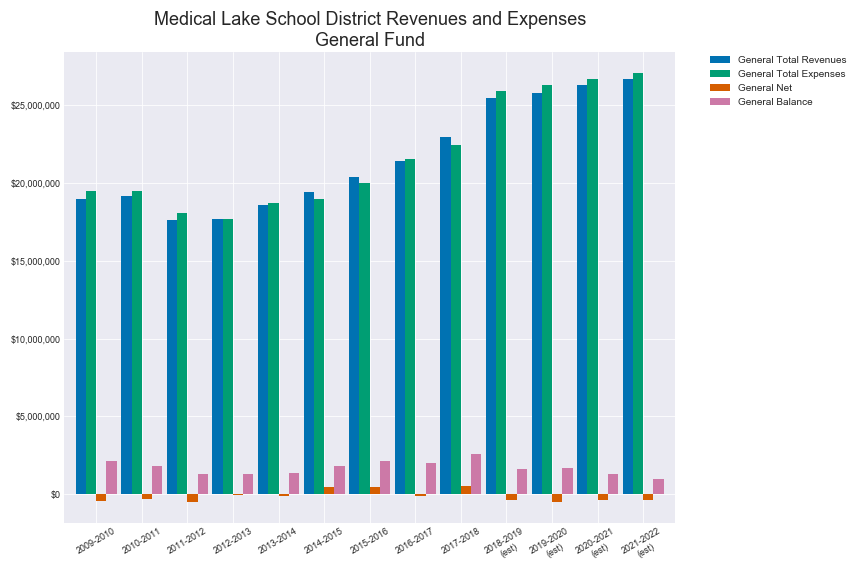 Medical Lake School District Revenues and Expenses
General Fund
General Total Revenues
General Total Expenses
General Net
General Balance
$25,000,000
$20,000,000
$15,000,000
$10,000,000
$5,000,000
$0
2009-2010
2010-2011
2011-2012
2012-2013
2013-2014
2014-2015
2015-2016
2016-2017
2017-2018
2018-2019
(est)
2019-2020
(est)
2020-2021
(est)
2021-2022
(est)